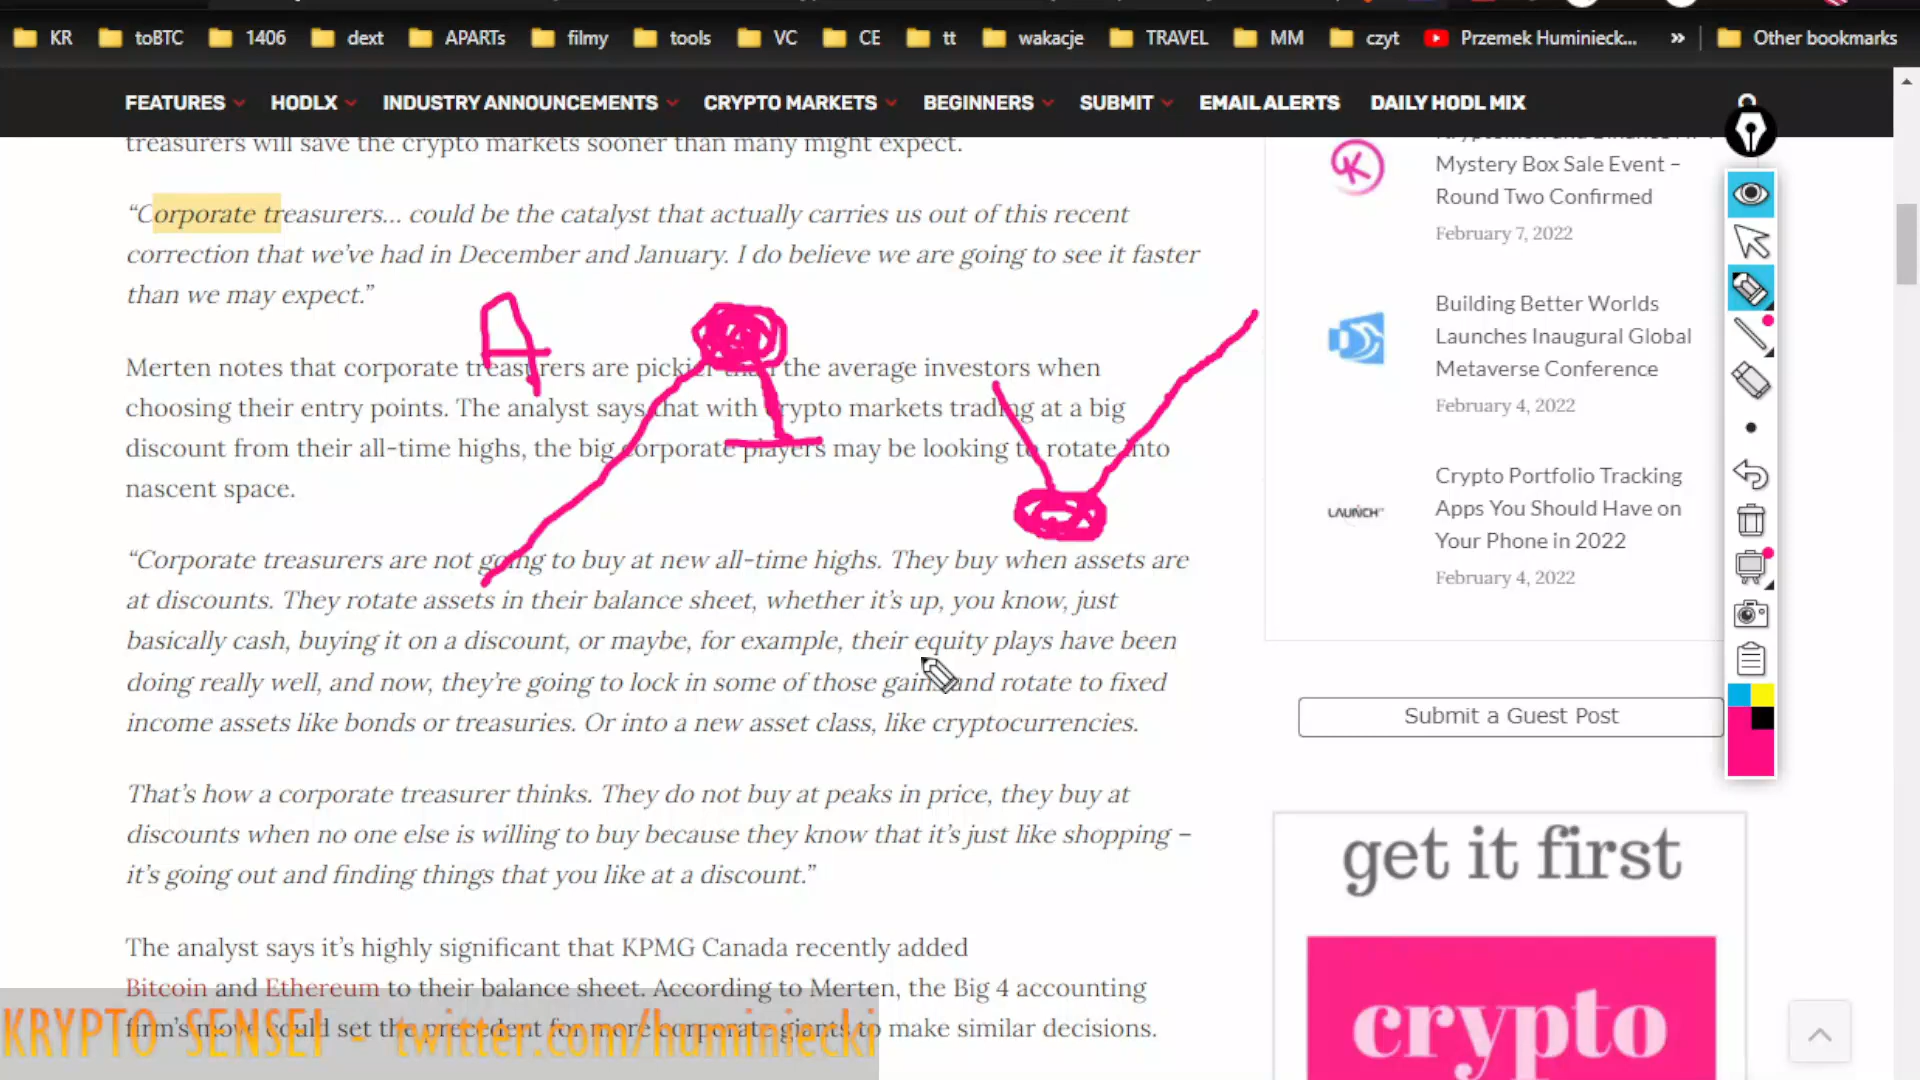 KR toBTC 1406 dext APARTs filmy tools VC CE tt wakacje TRAVEL MM czyt Przemek Huminieck... » Other bookmarks
FEATURES HODLX INDUSTRY ANNOUNCEMENTS CRYPTO MARKETS BEGINNERS SUBMIT EMAIL ALERTS DAILY HODL MIX
treasurers will save the crypto markets sooner than many might expect.
“Corporate treasurers… could be the catalyst that actually carries us out of this recent
correction that we’ve had in December and January. I do believe we are going to see it faster
than we may expect.”
Merten notes that corporate treasurers are pickier than the average investors when
choosing their entry points. The analyst says that with crypto markets trading at a big
discount from their all-time highs, the big corporate players may be looking to rotate into
nascent space.
“Corporate treasurers are not going to buy at new all-time highs. They buy when assets are
at discounts. They rotate assets in their balance sheet, whether it’s up, you know, just
basically cash, buying it on a discount, or maybe, for example, their equity plays have been
doing really well, and now, they’re going to lock in some of those gains and rotate to fixed
income assets like bonds or treasuries. Or into a new asset class, like cryptocurrencies.
That’s how a corporate treasurer thinks. They do not buy at peaks in price, they buy at
discounts when no one else is willing to buy because they know that it’s just like shopping –
it’s going out and finding things that you like at a discount.”
The analyst says it’s highly significant that KPMG Canada recently added
Bitcoin and Ethereum to their balance sheet. According to Merten, the Big 4 accounting
firm’s move could set the precedent for more corporate giants to make similar decisions.
KRYPTO SENSEI - twitter.com/huminiecki
Mystery Box Sale Event –
Round Two Confirmed
February 7, 2022
Building Better Worlds
Launches Inaugural Global
Metaverse Conference
February 4, 2022
LAUNCH
Crypto Portfolio Tracking
Apps You Should Have on
Your Phone in 2022
February 4, 2022
Submit a Guest Post
get it first
crypto